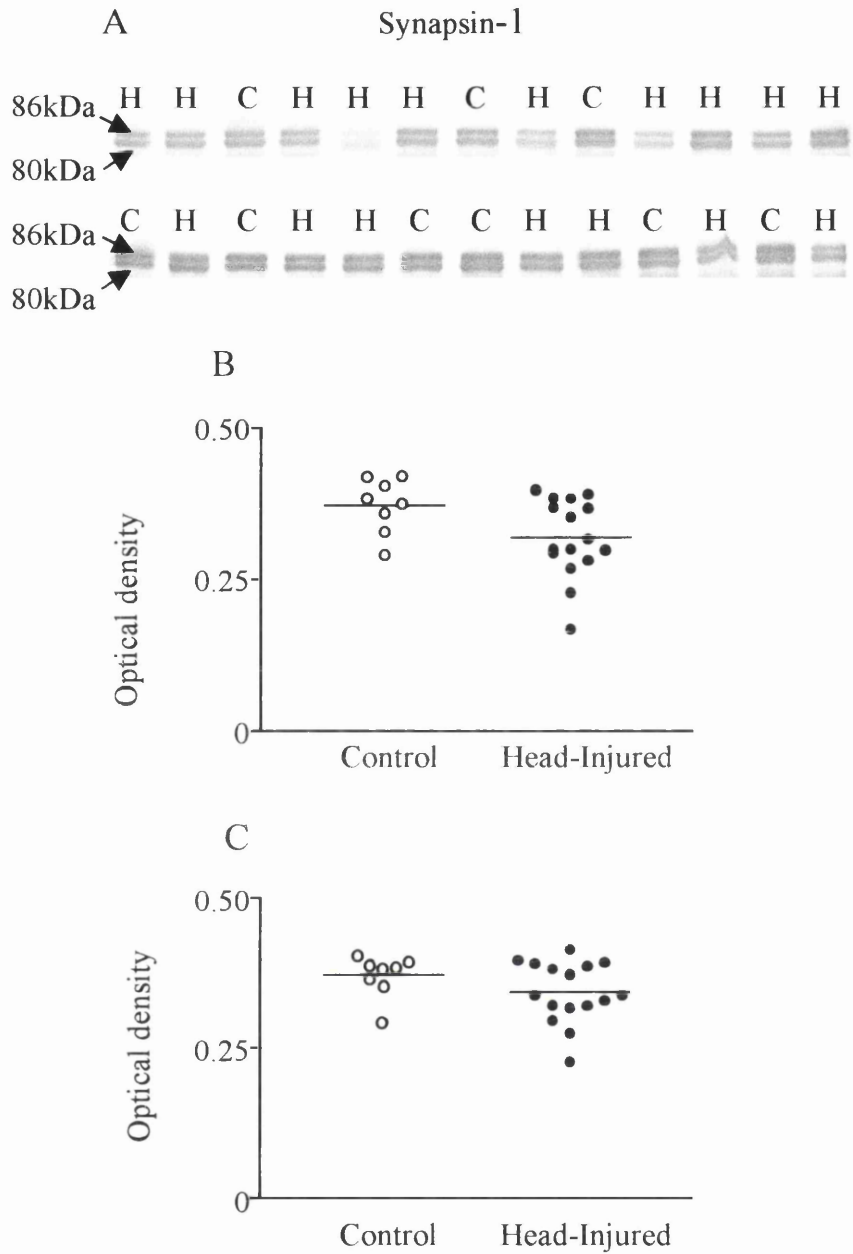 A Synapsin-1
86kDa H H C H H H C H C H H H H
80kDa
86kDa C H C H H C C H H C H C H
80kDa
B
0.50
0.25
0
Optical density
Control Head-Injured
C
0.50
0.25
0
Optical density
Control Head-Injured